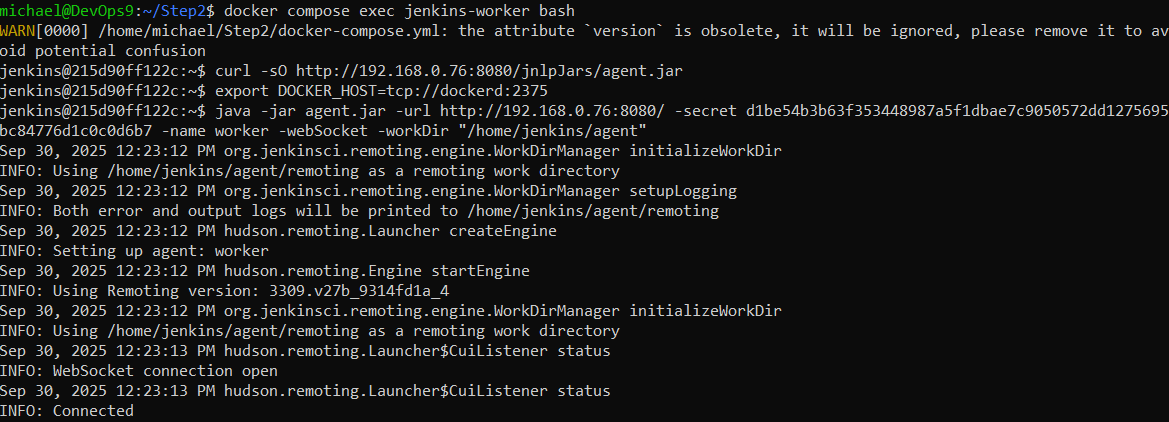 michael@DevOps9:~/Step2$ docker compose exec jenkins-worker bash
WARN[0000] /home/michael/Step2/docker-compose.yml: the attribute `version` is obsolete, it will be ignored, please remove it to av
oid potential confusion
jenkins@215d90ff122c:~$ curl -sO http://192.168.0.76:8080/jnlpJars/agent.jar
jenkins@215d90ff122c:~$ export DOCKER_HOST=tcp://dockerd:2375
jenkins@215d90ff122c:~$ java -jar agent.jar -url http://192.168.0.76:8080/ -secret d1be54b3b63f353448987a5f1dbae7c9050572dd1275695
bc84776d1c0c0d6b7 -name worker -webSocket -workDir "/home/jenkins/agent"
Sep 30, 2025 12:23:12 PM org.jenkinsci.remoting.engine.WorkDirManager initializeWorkDir
INFO: Using /home/jenkins/agent/remoting as a remoting work directory
Sep 30, 2025 12:23:12 PM org.jenkinsci.remoting.engine.WorkDirManager setupLogging
INFO: Both error and output logs will be printed to /home/jenkins/agent/remoting
Sep 30, 2025 12:23:12 PM hudson.remoting.Launcher createEngine
INFO: Setting up agent: worker
Sep 30, 2025 12:23:13 PM hudson.remoting.Engine startEngine
INFO: Using Remoting version: 3309.v27b_9314fd1a_4
Sep 30, 2025 12:23:13 PM org.jenkinsci.remoting.engine.WorkDirManager initializeWorkDir
INFO: Using /home/jenkins/agent/remoting as a remoting work directory
Sep 30, 2025 12:23:13 PM hudson.remoting.Launcher$CuiListener status
INFO: WebSocket connection open
Sep 30, 2025 12:23:13 PM hudson.remoting.Launcher$CuiListener status
INFO: Connected